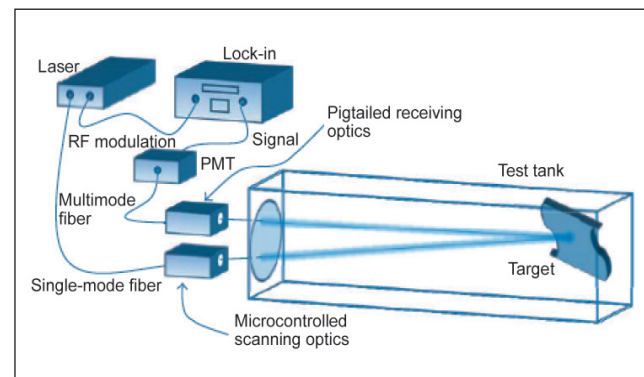 Lock-in
Laser
Pigtailed receiving
optics
RF modulation
Signal
PMT
Test tank
Multimode
fiber
Target
Single-mode fiber
Microcontrolled
scanning optics